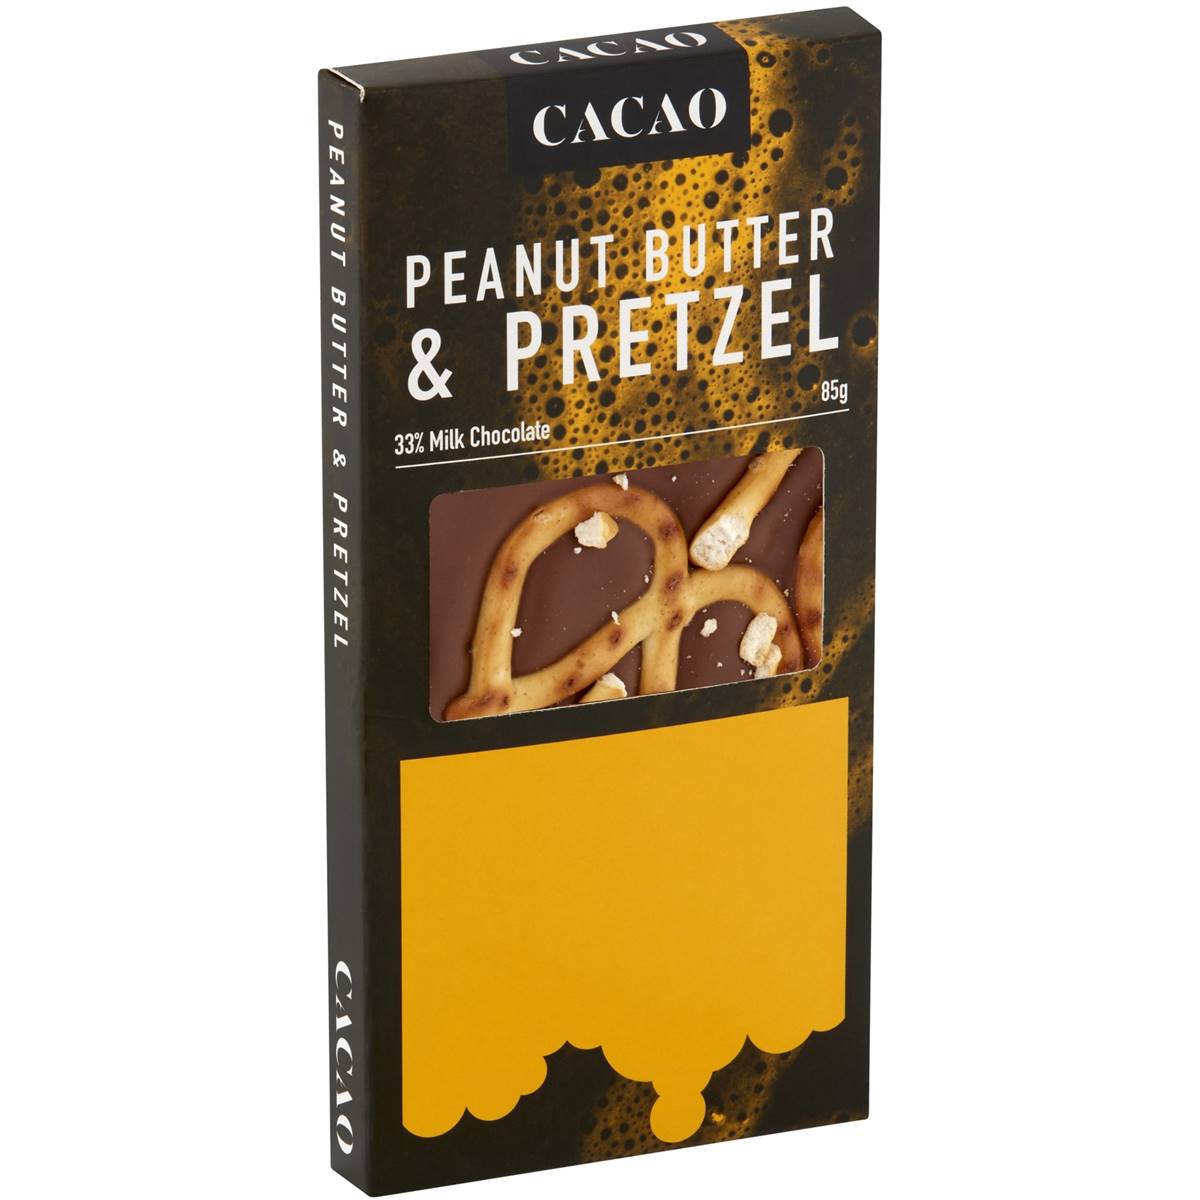 CACAO
CACAO
PEANUT BUTTER
& PRETZEL
85g
33% Milk Chocolate
PEANUT BUTTER & PRETZEL
CACAO